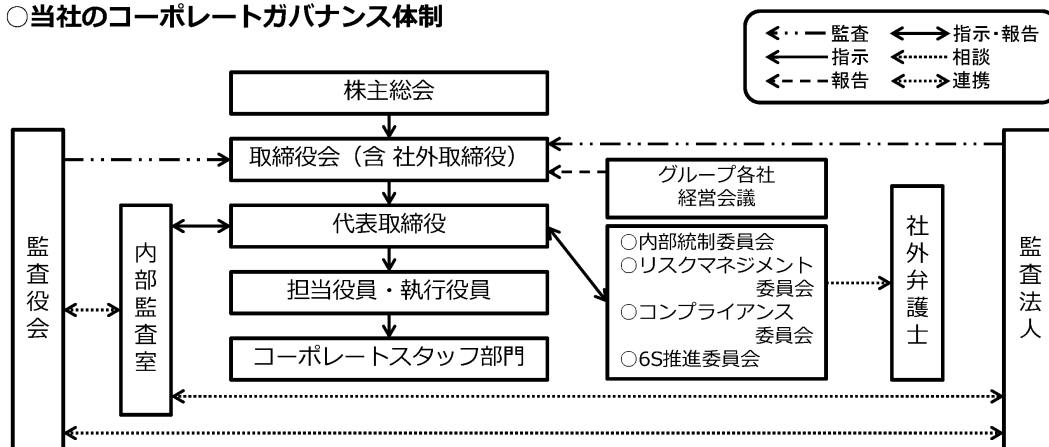 ○当社のコーポレートガバナンス体制
監査
指示・報告
指示
相談
報告
連携
株主総会
取締役会（含 社外取締役）
グループ各社
経営会議
代表取締役
監査役会
内部監査室
○内部統制委員会
○リスクマネジメント
委員会
○コンプライアンス
委員会
○6S推進委員会
社外弁護士
監査法人
担当役員・執行役員
コーポレートスタッフ部門